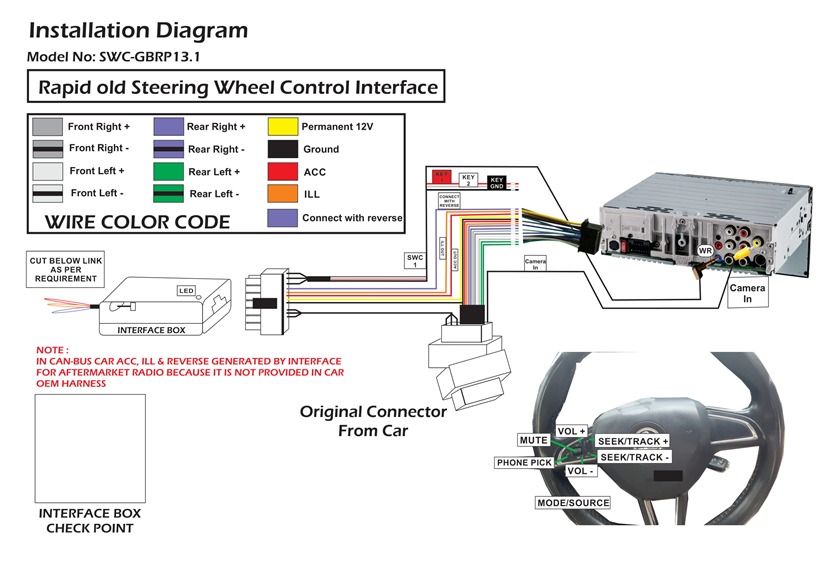 Installation Diagram
Model No: SWC-GBRP13.1
Rapid old Steering Wheel Control Interface
Front Right +
Rear Right +
Permanent 12V
Front Right -
Rear Right -
Ground
Front Left +
Rear Left +
ACC
Front Left -
Rear Left -
ILL
WIRE COLOR CODE
Connect with reverse
KEY
1
KEY
2
KEY
GND
CONNECT
WITH
REVERSE
ILL OUT
ACC OUT
SWC
1
Camera
In
WR
Camera
In
CUT BELOW LINK
AS PER
REQUIREMENT
LED
INTERFACE BOX
NOTE :
IN CAN-BUS CAR ACC, ILL & REVERSE GENERATED BY INTERFACE
FOR AFTERMARKET RADIO BECAUSE IT IS NOT PROVIDED IN CAR
OEM HARNESS
Original Connector
From Car
INTERFACE BOX
CHECK POINT
VOL +
MUTE
SEEK/TRACK +
SEEK/TRACK -
PHONE PICK
VOL -
MODE/SOURCE